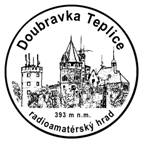 Doubravka Teplice
393 m n.m.
radioamatérský hrad